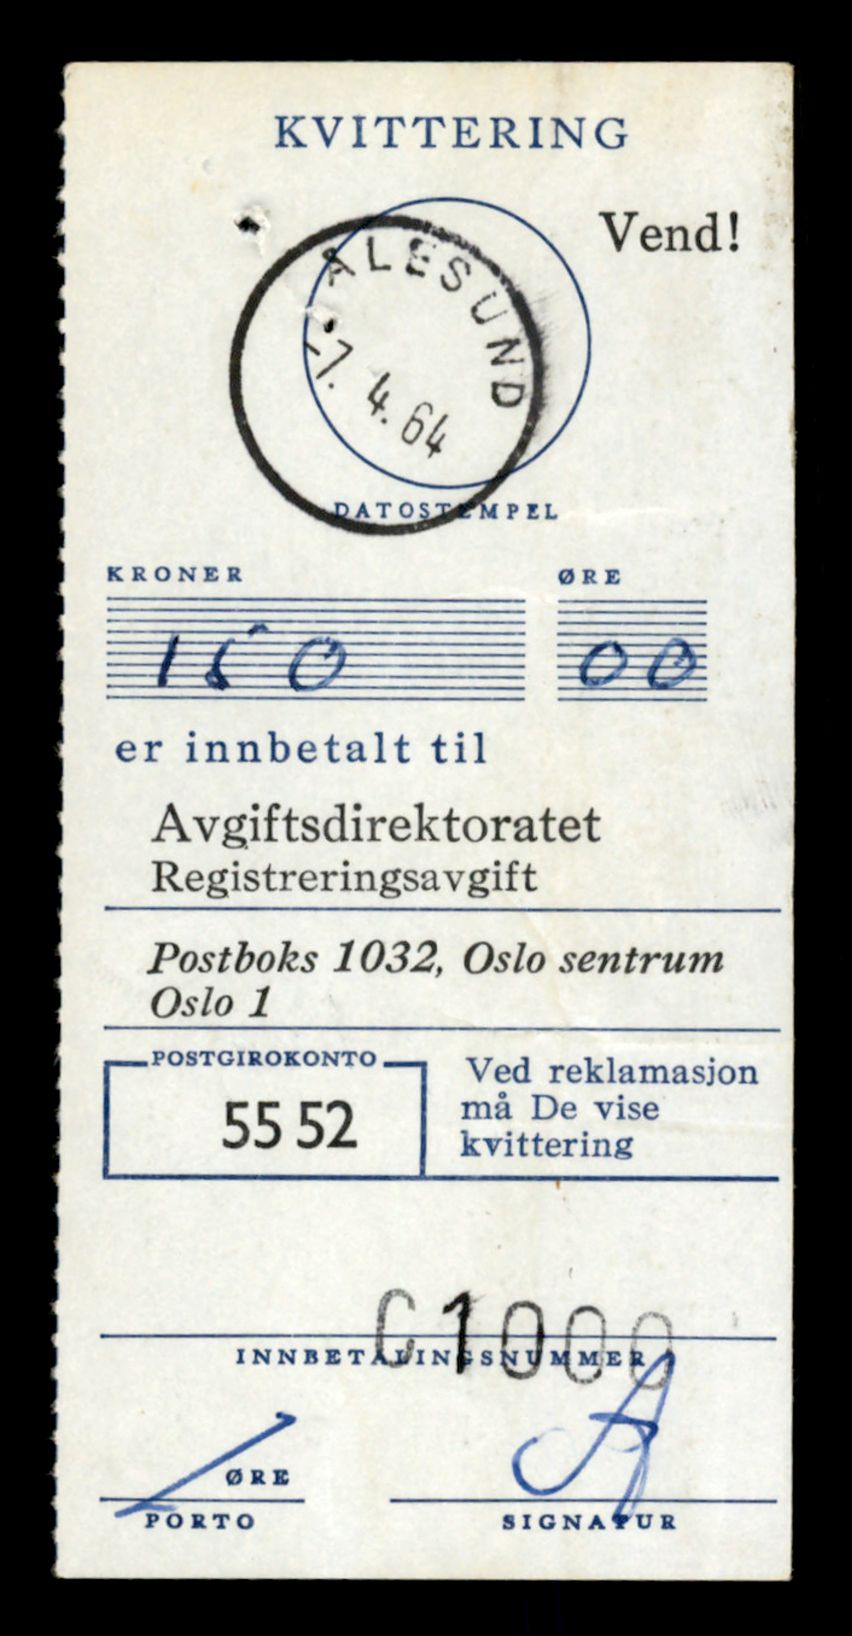 KVITTERING
Vend!
ÅLESUND
-7. 4. 64
DATOSTEMPEL
KRONER ØRE
150 00
er innbetalt til
Avgiftsdirektoratet
Registreringsavgift
Postboks 1032, Oslo sentrum
Oslo 1
POSTGIROKONTO
55 52
Ved reklamasjon
må De vise
kvittering
C1000
INNBETALINGSNUMMER
ØRE
PORTO
SIGNATUR